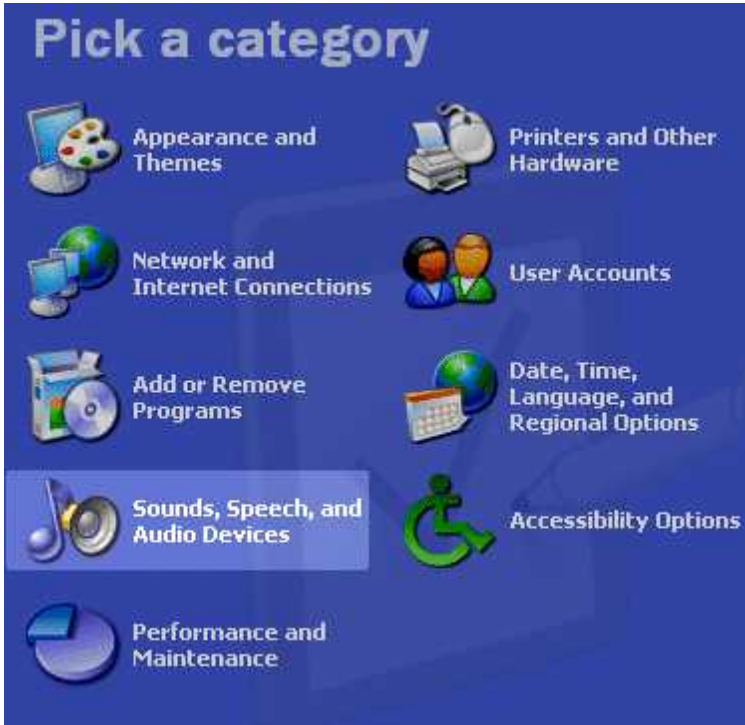 Pick a category
Appearance and
Themes
Printers and Other
Hardware
Network and
Internet Connections
User Accounts
Add or Remove
Programs
Date, Time,
Language, and
Regional Options
Sounds, Speech, and
Audio Devices
Accessibility Options
Performance and
Maintenance